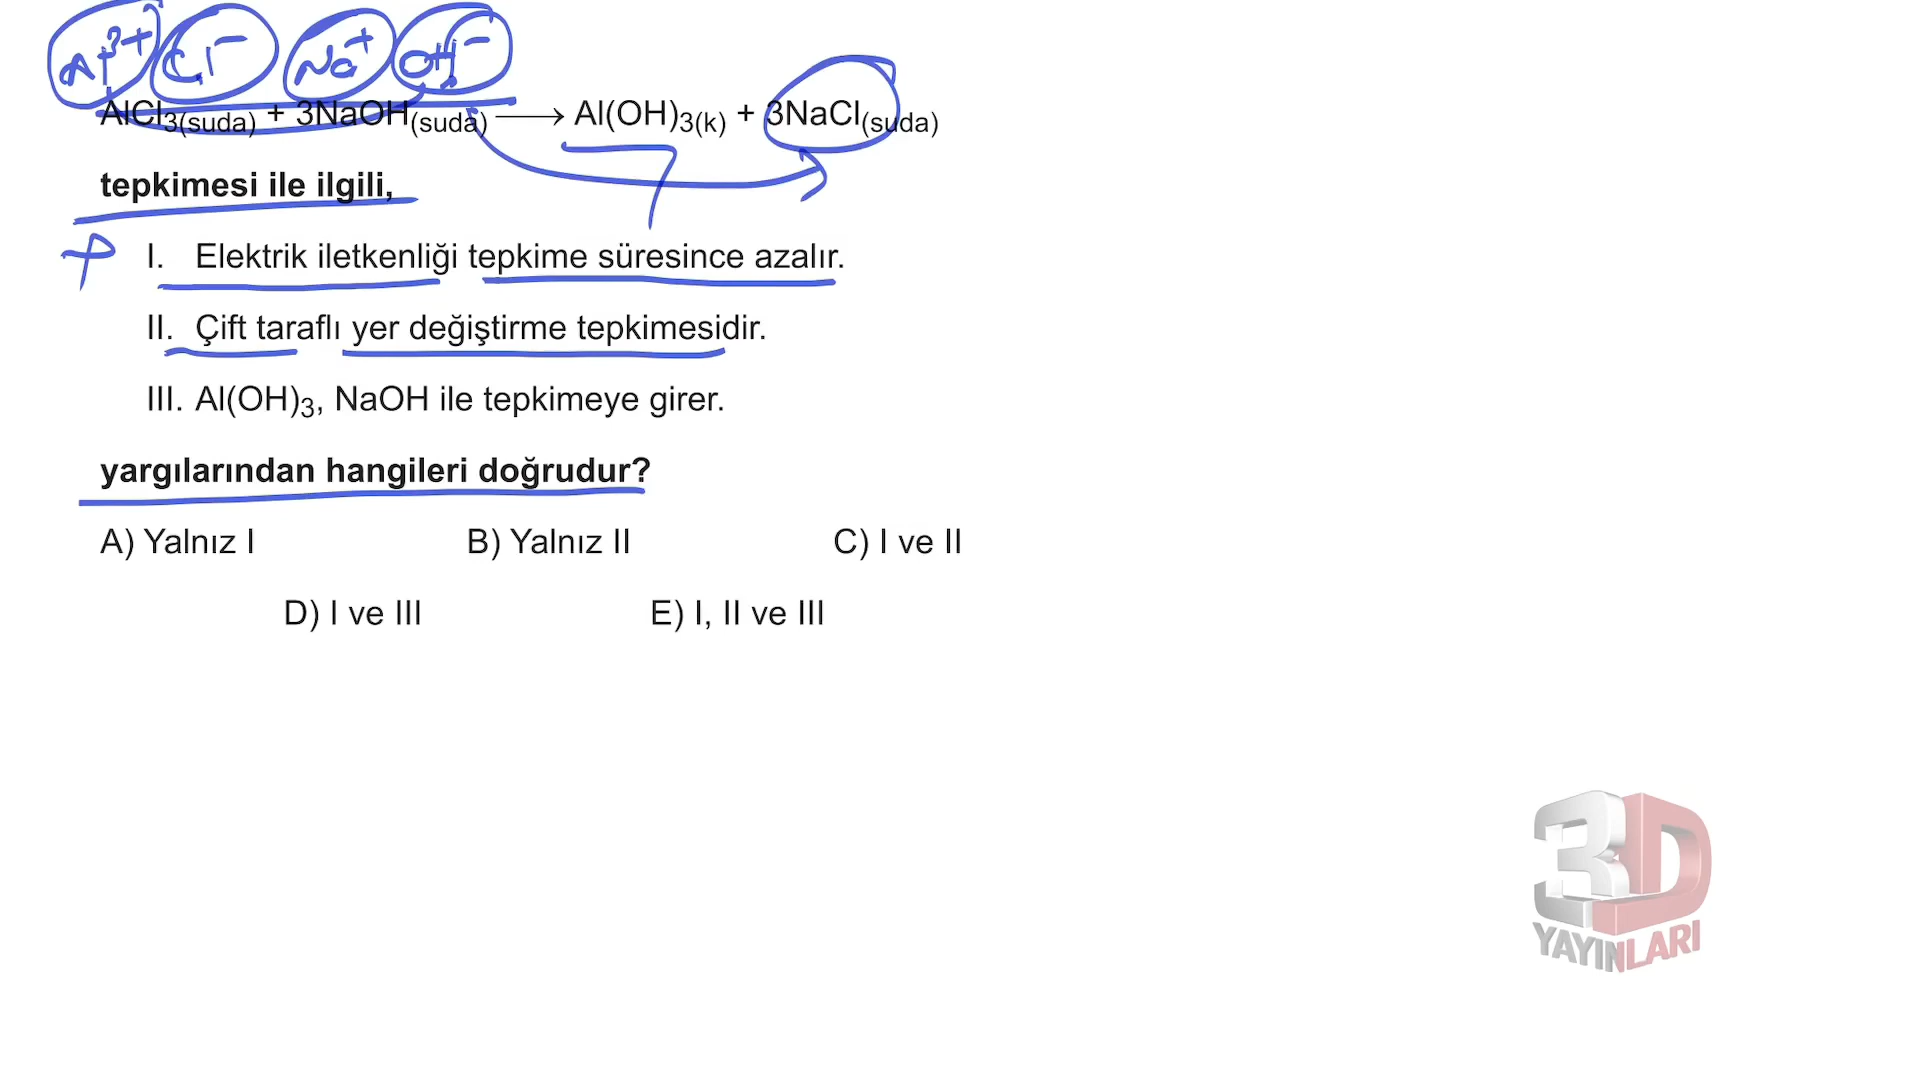 Al³⁺ Cl⁻ Na⁺ OH⁻
AlCl₃(suda) + 3NaOH(suda) ⟶ Al(OH)₃(k) + 3NaCl(suda)
tepkimesi ile ilgili,
I. Elektrik iletkenliği tepkime süresince azalır.
II. Çift taraflı yer değiştirme tepkimesidir.
III. Al(OH)₃, NaOH ile tepkimeye girer.
yargılarından hangileri doğrudur?
A) Yalnız I B) Yalnız II C) I ve II
D) I ve III E) I, II ve III
3D
YAYINLARI